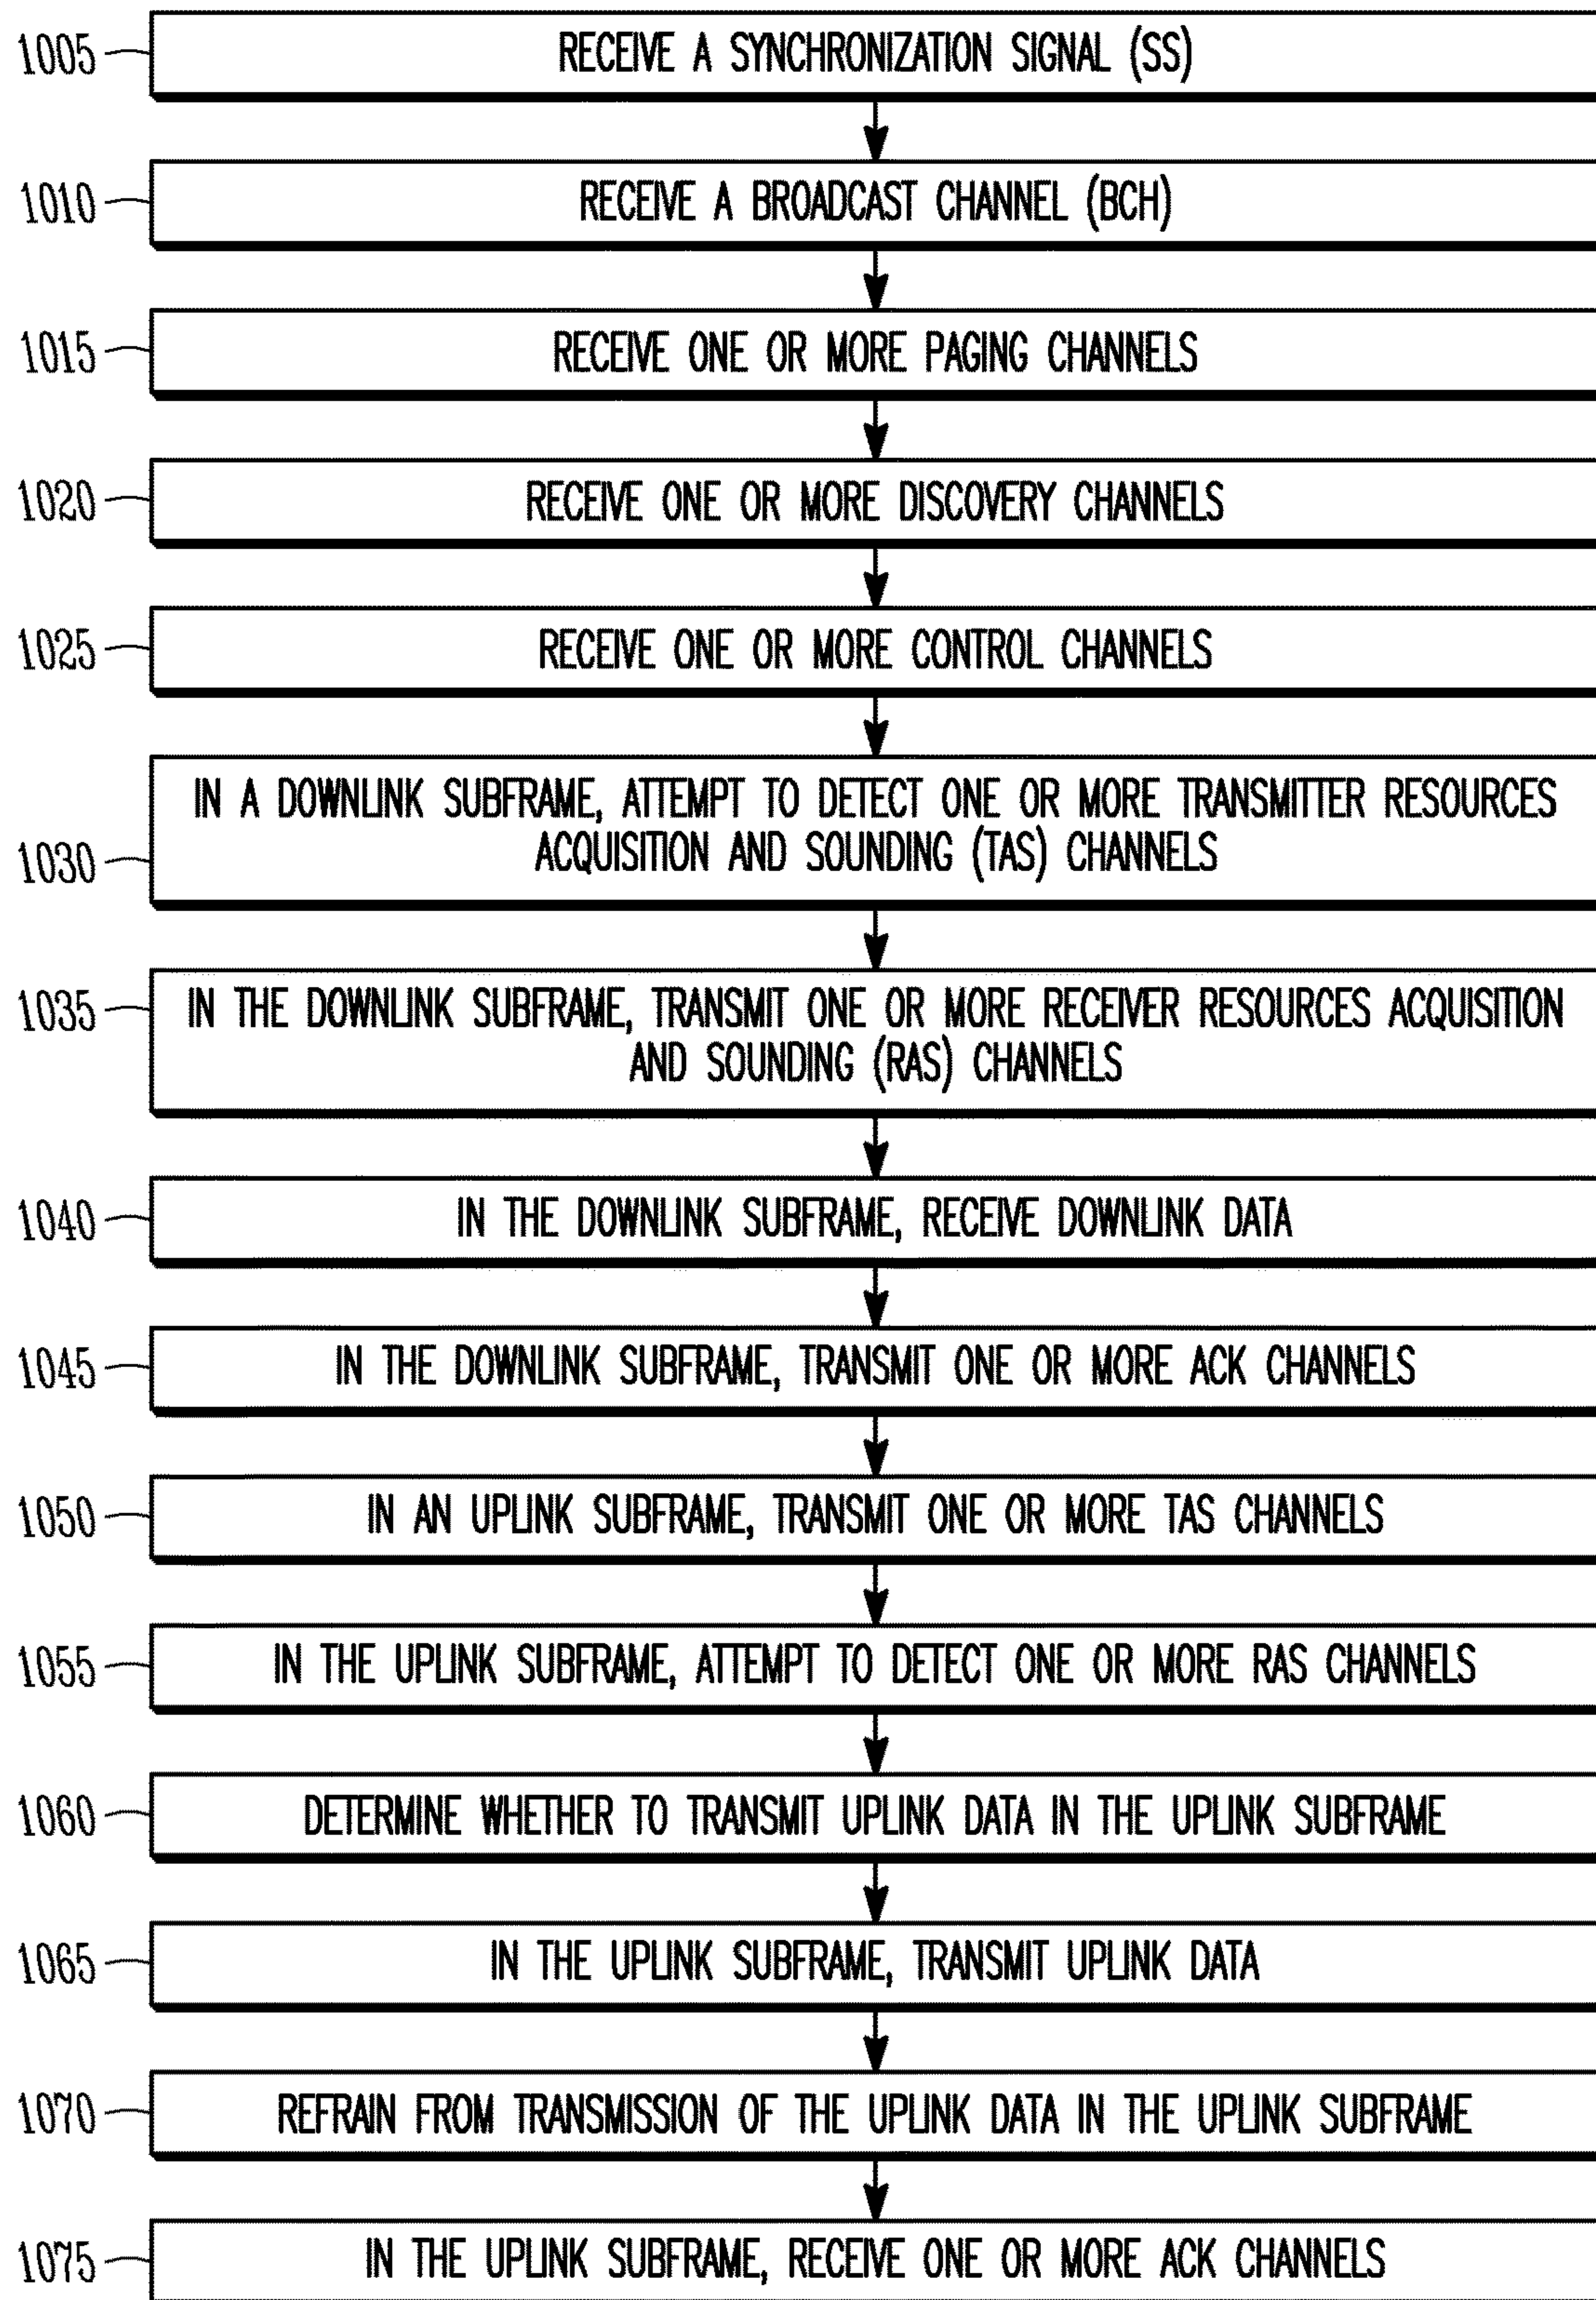 1005 RECEIVE A SYNCHRONIZATION SIGNAL (SS)
1010 RECEIVE A BROADCAST CHANNEL (BCH)
1015 RECEIVE ONE OR MORE PAGING CHANNELS
1020 RECEIVE ONE OR MORE DISCOVERY CHANNELS
1025 RECEIVE ONE OR MORE CONTROL CHANNELS
IN A DOWNLINK SUBFRAME, ATTEMPT TO DETECT ONE OR MORE TRANSMITTER RESOURCES
1030 ACQUISITION AND SOUNDING (TAS) CHANNELS
1035 IN THE DOWNLINK SUBFRAME, TRANSMIT ONE OR MORE RECEIVER RESOURCES ACQUISITION
AND SOUNDING (RAS) CHANNELS
1040 IN THE DOWNLINK SUBFRAME, RECEIVE DOWNLINK DATA
1045 IN THE DOWNLINK SUBFRAME, TRANSMIT ONE OR MORE ACK CHANNELS
1050 IN AN UPLINK SUBFRAME, TRANSMIT ONE OR MORE TAS CHANNELS
1055 IN THE UPLINK SUBFRAME, ATTEMPT TO DETECT ONE OR MORE RAS CHANNELS
1060 DETERMINE WHETHER TO TRANSMIT UPLINK DATA IN THE UPLINK SUBFRAME
1065 IN THE UPLINK SUBFRAME, TRANSMIT UPLINK DATA
1070 REFRAIN FROM TRANSMISSION OF THE UPLINK DATA IN THE UPLINK SUBFRAME
1075 IN THE UPLINK SUBFRAME, RECEIVE ONE OR MORE ACK CHANNELS